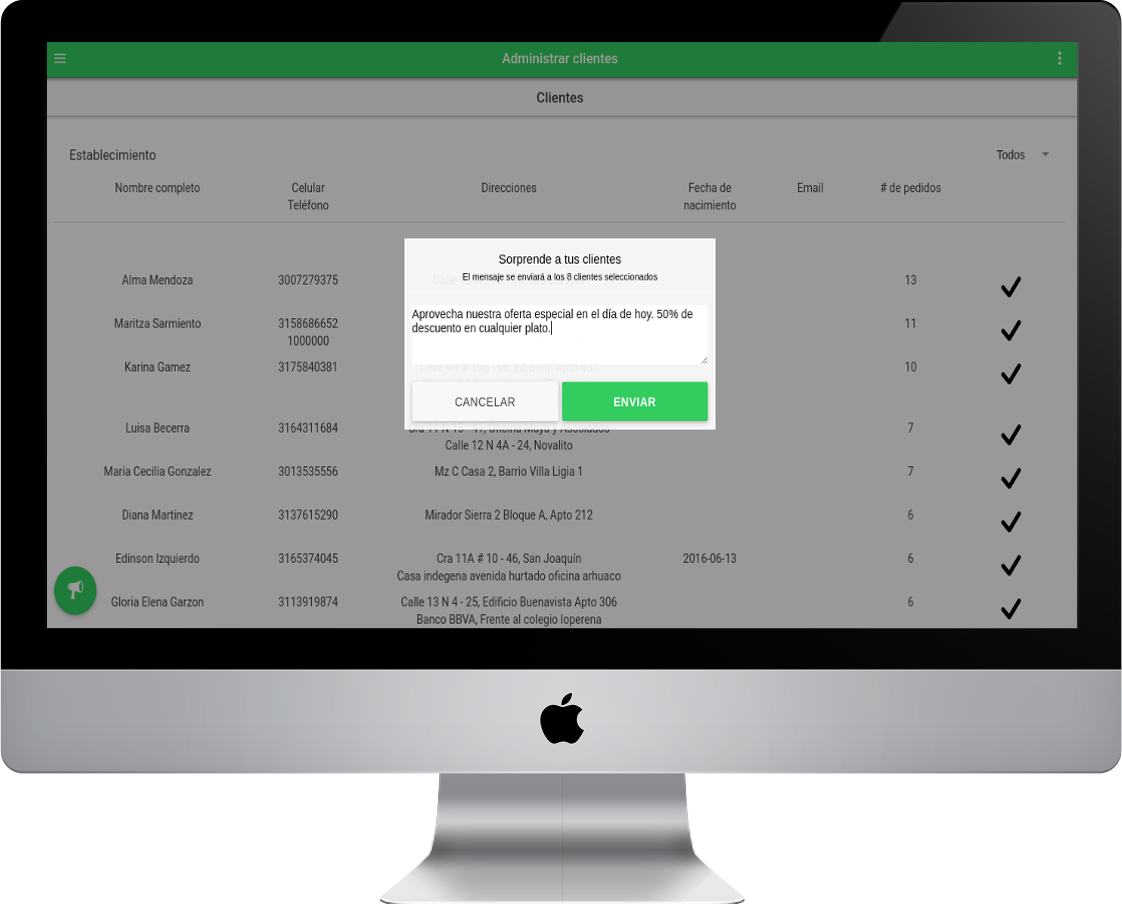 Administrar clientes
Clientes
Establecimiento Todos
Nombre completo Celular Direcciones Fecha de Email # de pedidos
Teléfono nacimiento
Sorprende a tus clientes
El mensaje se enviará a los 8 clientes seleccionados
Alma Mendoza 3007279375 Calle 13
Aprovecha nuestra oferta especial en el día de hoy. 50% de
descuento en cualquier plato.
Maritza Sarmiento 3158686652 11
1000000
Karina Gamez 3175840381 10
CANCELAR ENVIAR
Luisa Becerra 3164311684 7
Calle 12 N 4A - 24, Novalito
Maria Cecilia Gonzalez 3013535556 Mz C Casa 2, Barrio Villa Ligia 1 7
Diana Martinez 3137615290 Mirador Sierra 2 Bloque A, Apto 212 6
Edinson Izquierdo 3165374045 Cra 11A # 10 - 46, San Joaquín 2016-06-13 6
Casa indegena avenida hurtado oficina arhuaco
Gloria Elena Garzon 3113919874 Calle 13 N 4 - 25, Edificio Buenavista Apto 306 6
Banco BBVA, Frente al colegio loperena